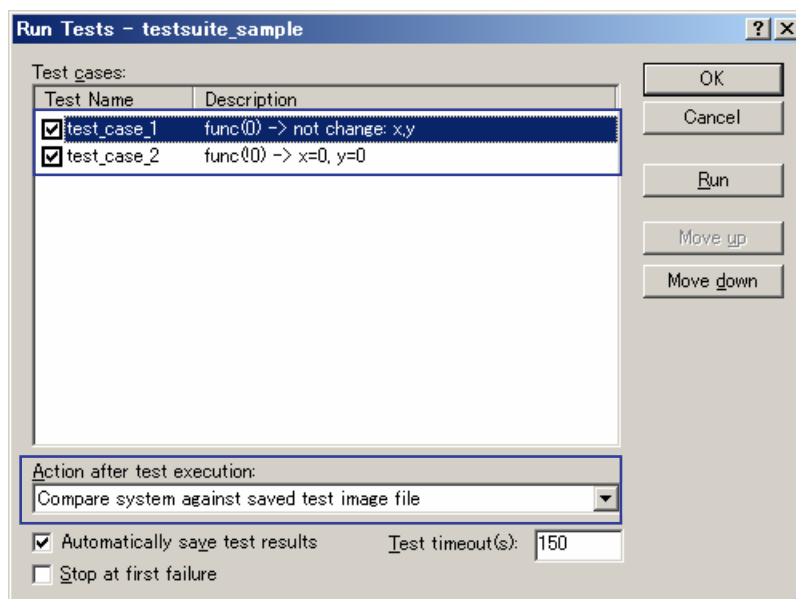 Run Tests - testsuite_sample
Test cases:
Test Name Description
test_case_1 func(0) -> not change: x,y
test_case_2 func(!0) -> x=0, y=0
OK
Cancel
Run
Move up
Move down
Action after test execution:
Compare system against saved test image file
Automatically save test results
Test timeout(s): 150
Stop at first failure